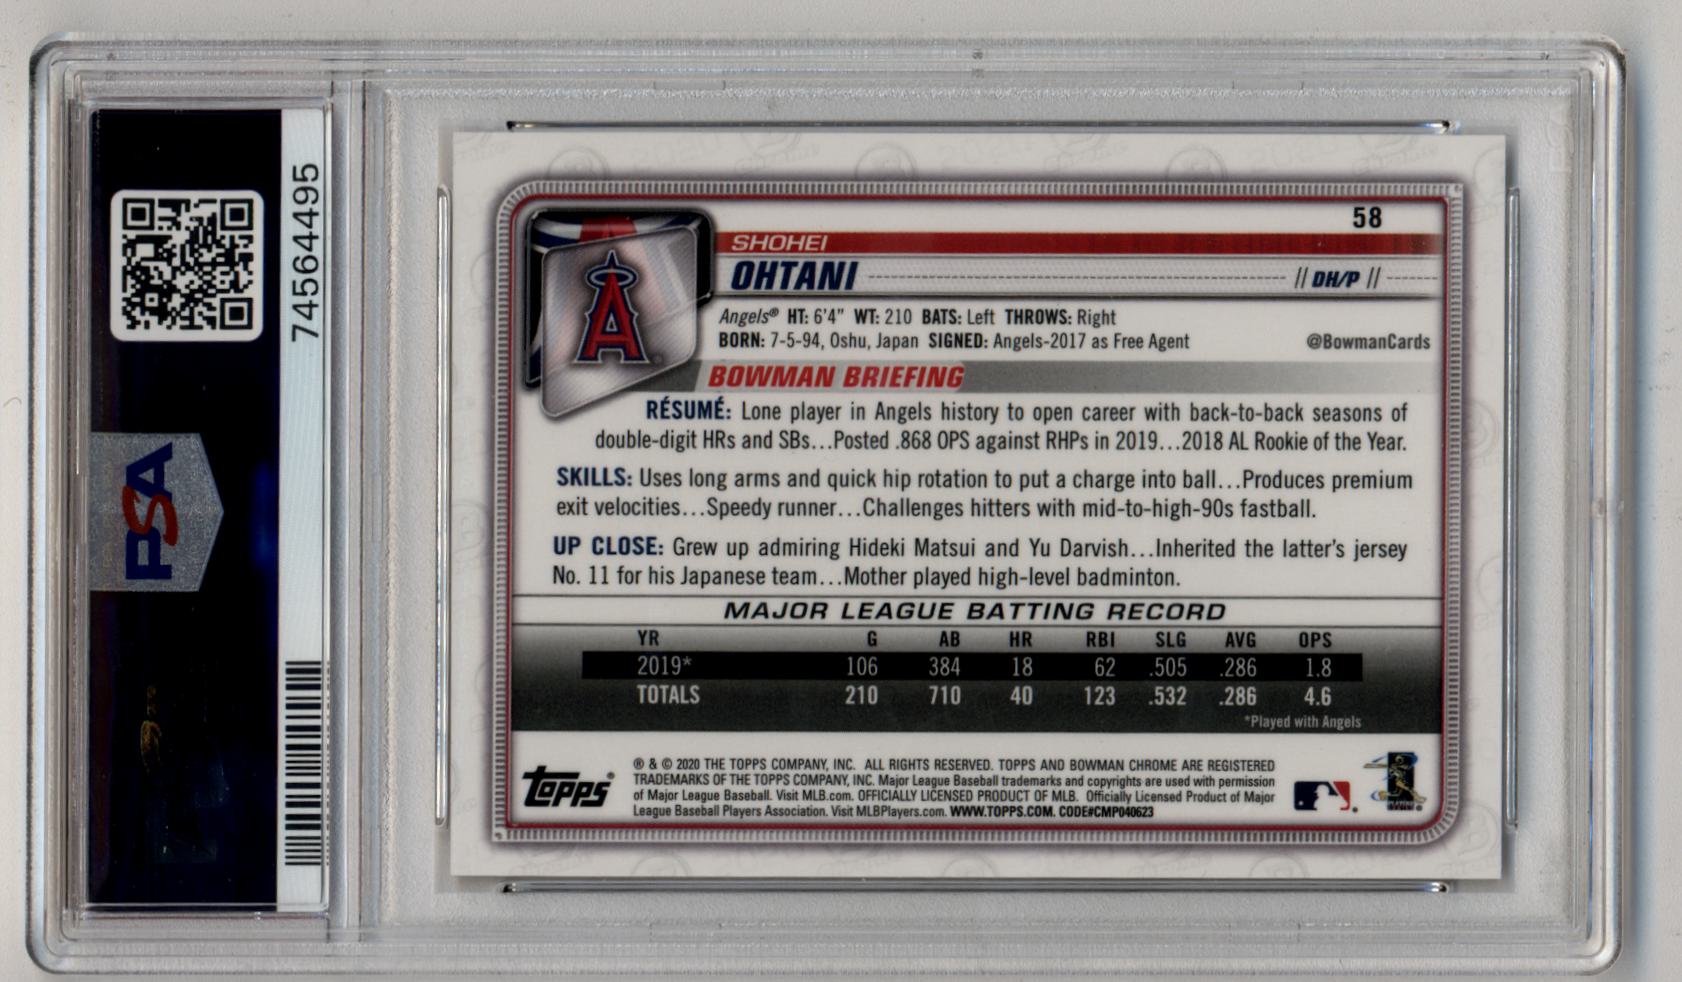 74564495
PSA
58
SHOHEI
OHTANI
// DH/P //
Angels® HT: 6'4" WT: 210 BATS: Left THROWS: Right
BORN: 7-5-94, Oshu, Japan SIGNED: Angels-2017 as Free Agent
@BowmanCards
A
BOWMAN BRIEFING
RÉSUMÉ: Lone player in Angels history to open career with back-to-back seasons of
double-digit HRs and SBs...Posted .868 OPS against RHPs in 2019...2018 AL Rookie of the Year.
SKILLS: Uses long arms and quick hip rotation to put a charge into ball...Produces premium
exit velocities...Speedy runner...Challenges hitters with mid-to-high-90s fastball.
UP CLOSE: Grew up admiring Hideki Matsui and Yu Darvish...Inherited the latter's jersey
No. 11 for his Japanese team...Mother played high-level badminton.
MAJOR LEAGUE BATTING RECORD
YR G AB HR RBI SLG AVG OPS
2019* 106 384 18 62 .505 .286 1.8
TOTALS 210 710 40 123 .532 .286 4.6
*Played with Angels
Topps®
® & © 2020 THE TOPPS COMPANY, INC. ALL RIGHTS RESERVED. TOPPS AND BOWMAN CHROME ARE REGISTERED
TRADEMARKS OF THE TOPPS COMPANY, INC. Major League Baseball trademarks and copyrights are used with permission
of Major League Baseball. Visit MLB.com. OFFICIALLY LICENSED PRODUCT OF MLB. Officially Licensed Product of Major
League Baseball Players Association. Visit MLBPlayers.com. WWW.TOPPS.COM. CODE#CMP040623